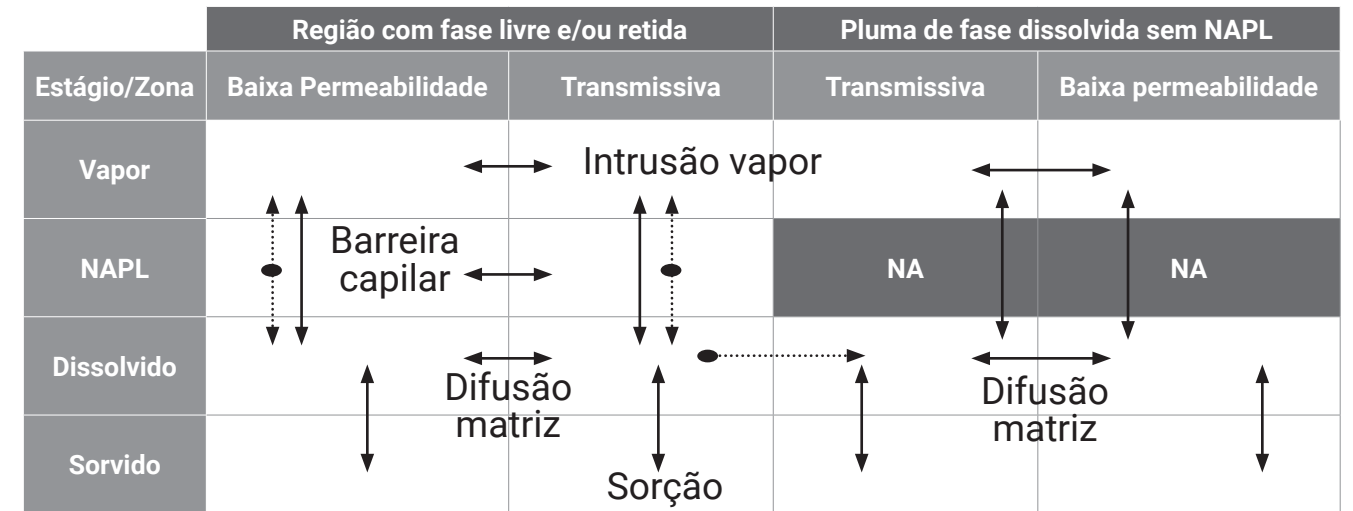 Região com fase livre e/ou retida
Pluma de fase dissolvida sem NAPL
Estágio/Zona
Baixa Permeabilidade
Transmissiva
Transmissiva
Baixa permeabilidade
Vapor
Intrusão vapor
NAPL
Barreira
capilar
NA
NA
Dissolvido
Difusão
matriz
Difusão
matriz
Sorvido
Sorção